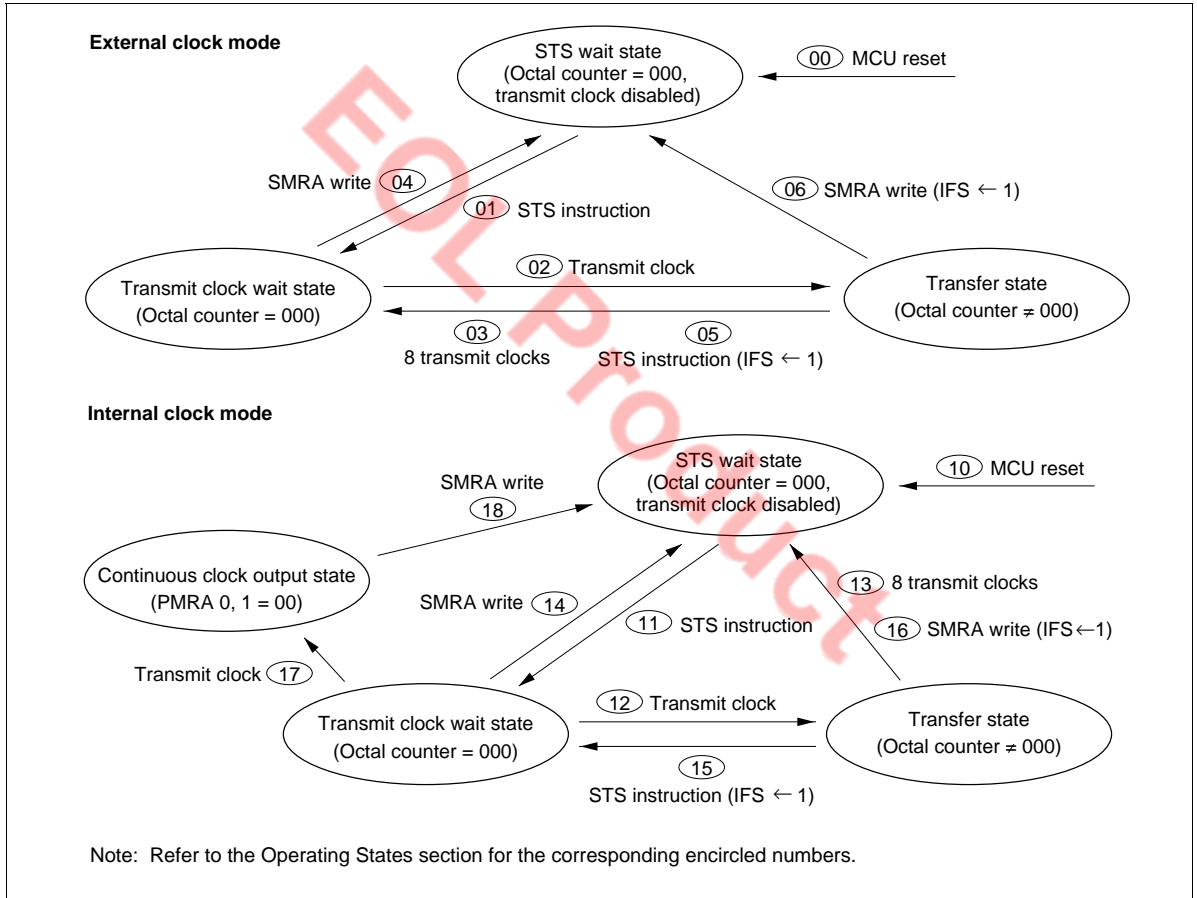 External clock mode
STS wait state
(Octal counter = 000,
transmit clock disabled)
00 MCU reset
SMRA write 04
01 STS instruction
06 SMRA write (IFS ← 1)
Transmit clock wait state
(Octal counter = 000)
02 Transmit clock
Transfer state
(Octal counter ≠ 000)
03
8 transmit clocks
05
STS instruction (IFS ← 1)
Internal clock mode
STS wait state
(Octal counter = 000,
transmit clock disabled)
10 MCU reset
SMRA write
18
Continuous clock output state
(PMRA 0, 1 = 00)
SMRA write 14
11 STS instruction
13 8 transmit clocks
16 SMRA write (IFS←1)
Transmit clock 17
Transmit clock wait state
(Octal counter = 000)
12 Transmit clock
Transfer state
(Octal counter ≠ 000)
15
STS instruction (IFS ← 1)
Note: Refer to the Operating States section for the corresponding encircled numbers.
EOL Product